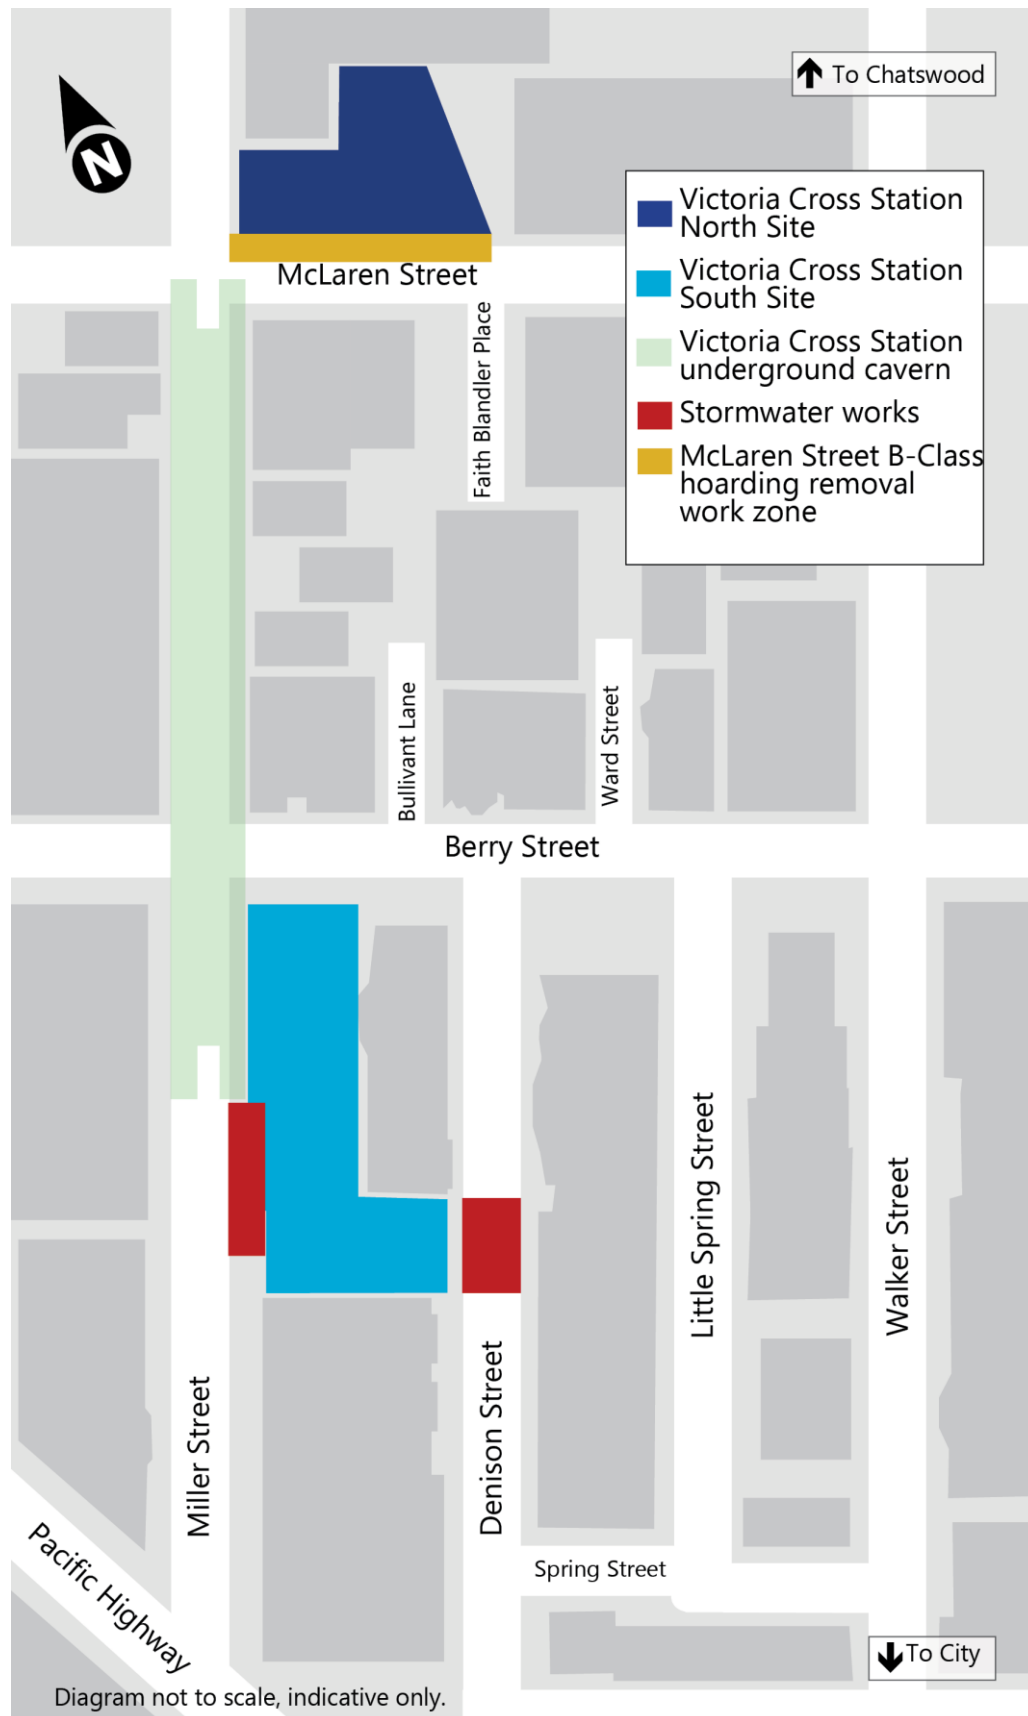 To Chatswood
N
Victoria Cross Station
North Site
Victoria Cross Station
South Site
Victoria Cross Station
underground cavern
Stormwater works
McLaren Street B-Class
hoarding removal
work zone
McLaren Street
Faith Blandler Place
Bullivant Lane
Ward Street
Berry Street
Little Spring Street
Walker Street
Denison Street
Miller Street
Pacific Highway
Spring Street
To City
Diagram not to scale, indicative only.